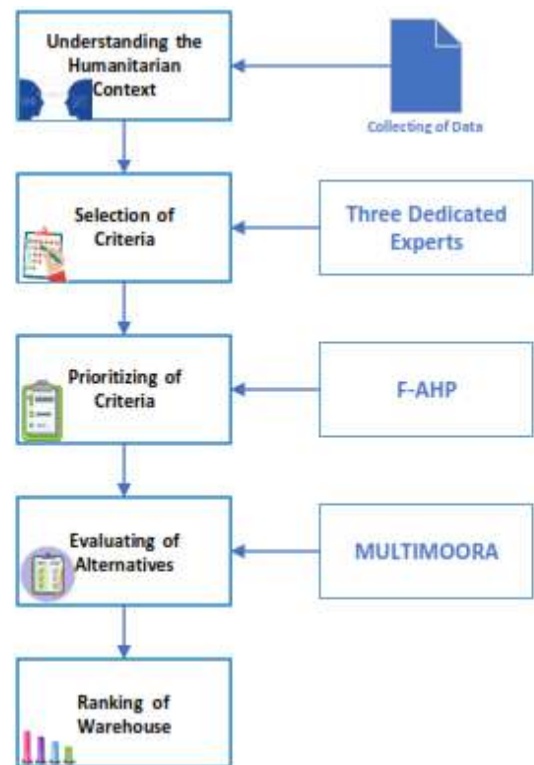 Understanding the
Humanitarian
Context
Collecting of Data
Selection of
Criteria
Three Dedicated
Experts
Prioritizing of
Criteria
F-AHP
Evaluating of
Alternatives
MULTIMOORA
Ranking of
Warehouse